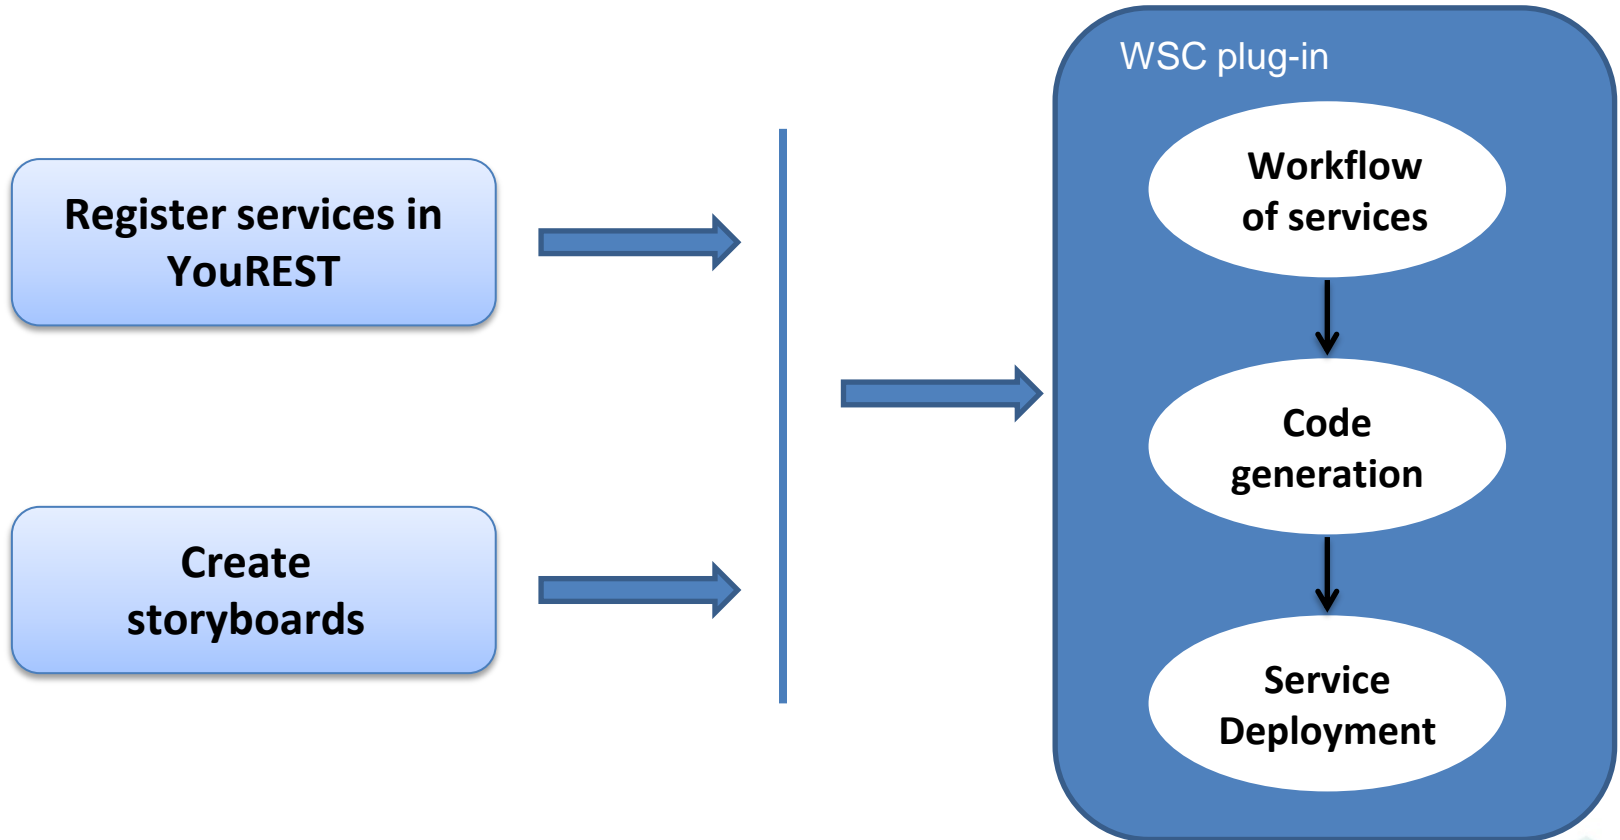 WSC plug-in
Register services in
YouREST
Create
storyboards
Workflow
of services
Code
generation
Service
Deployment